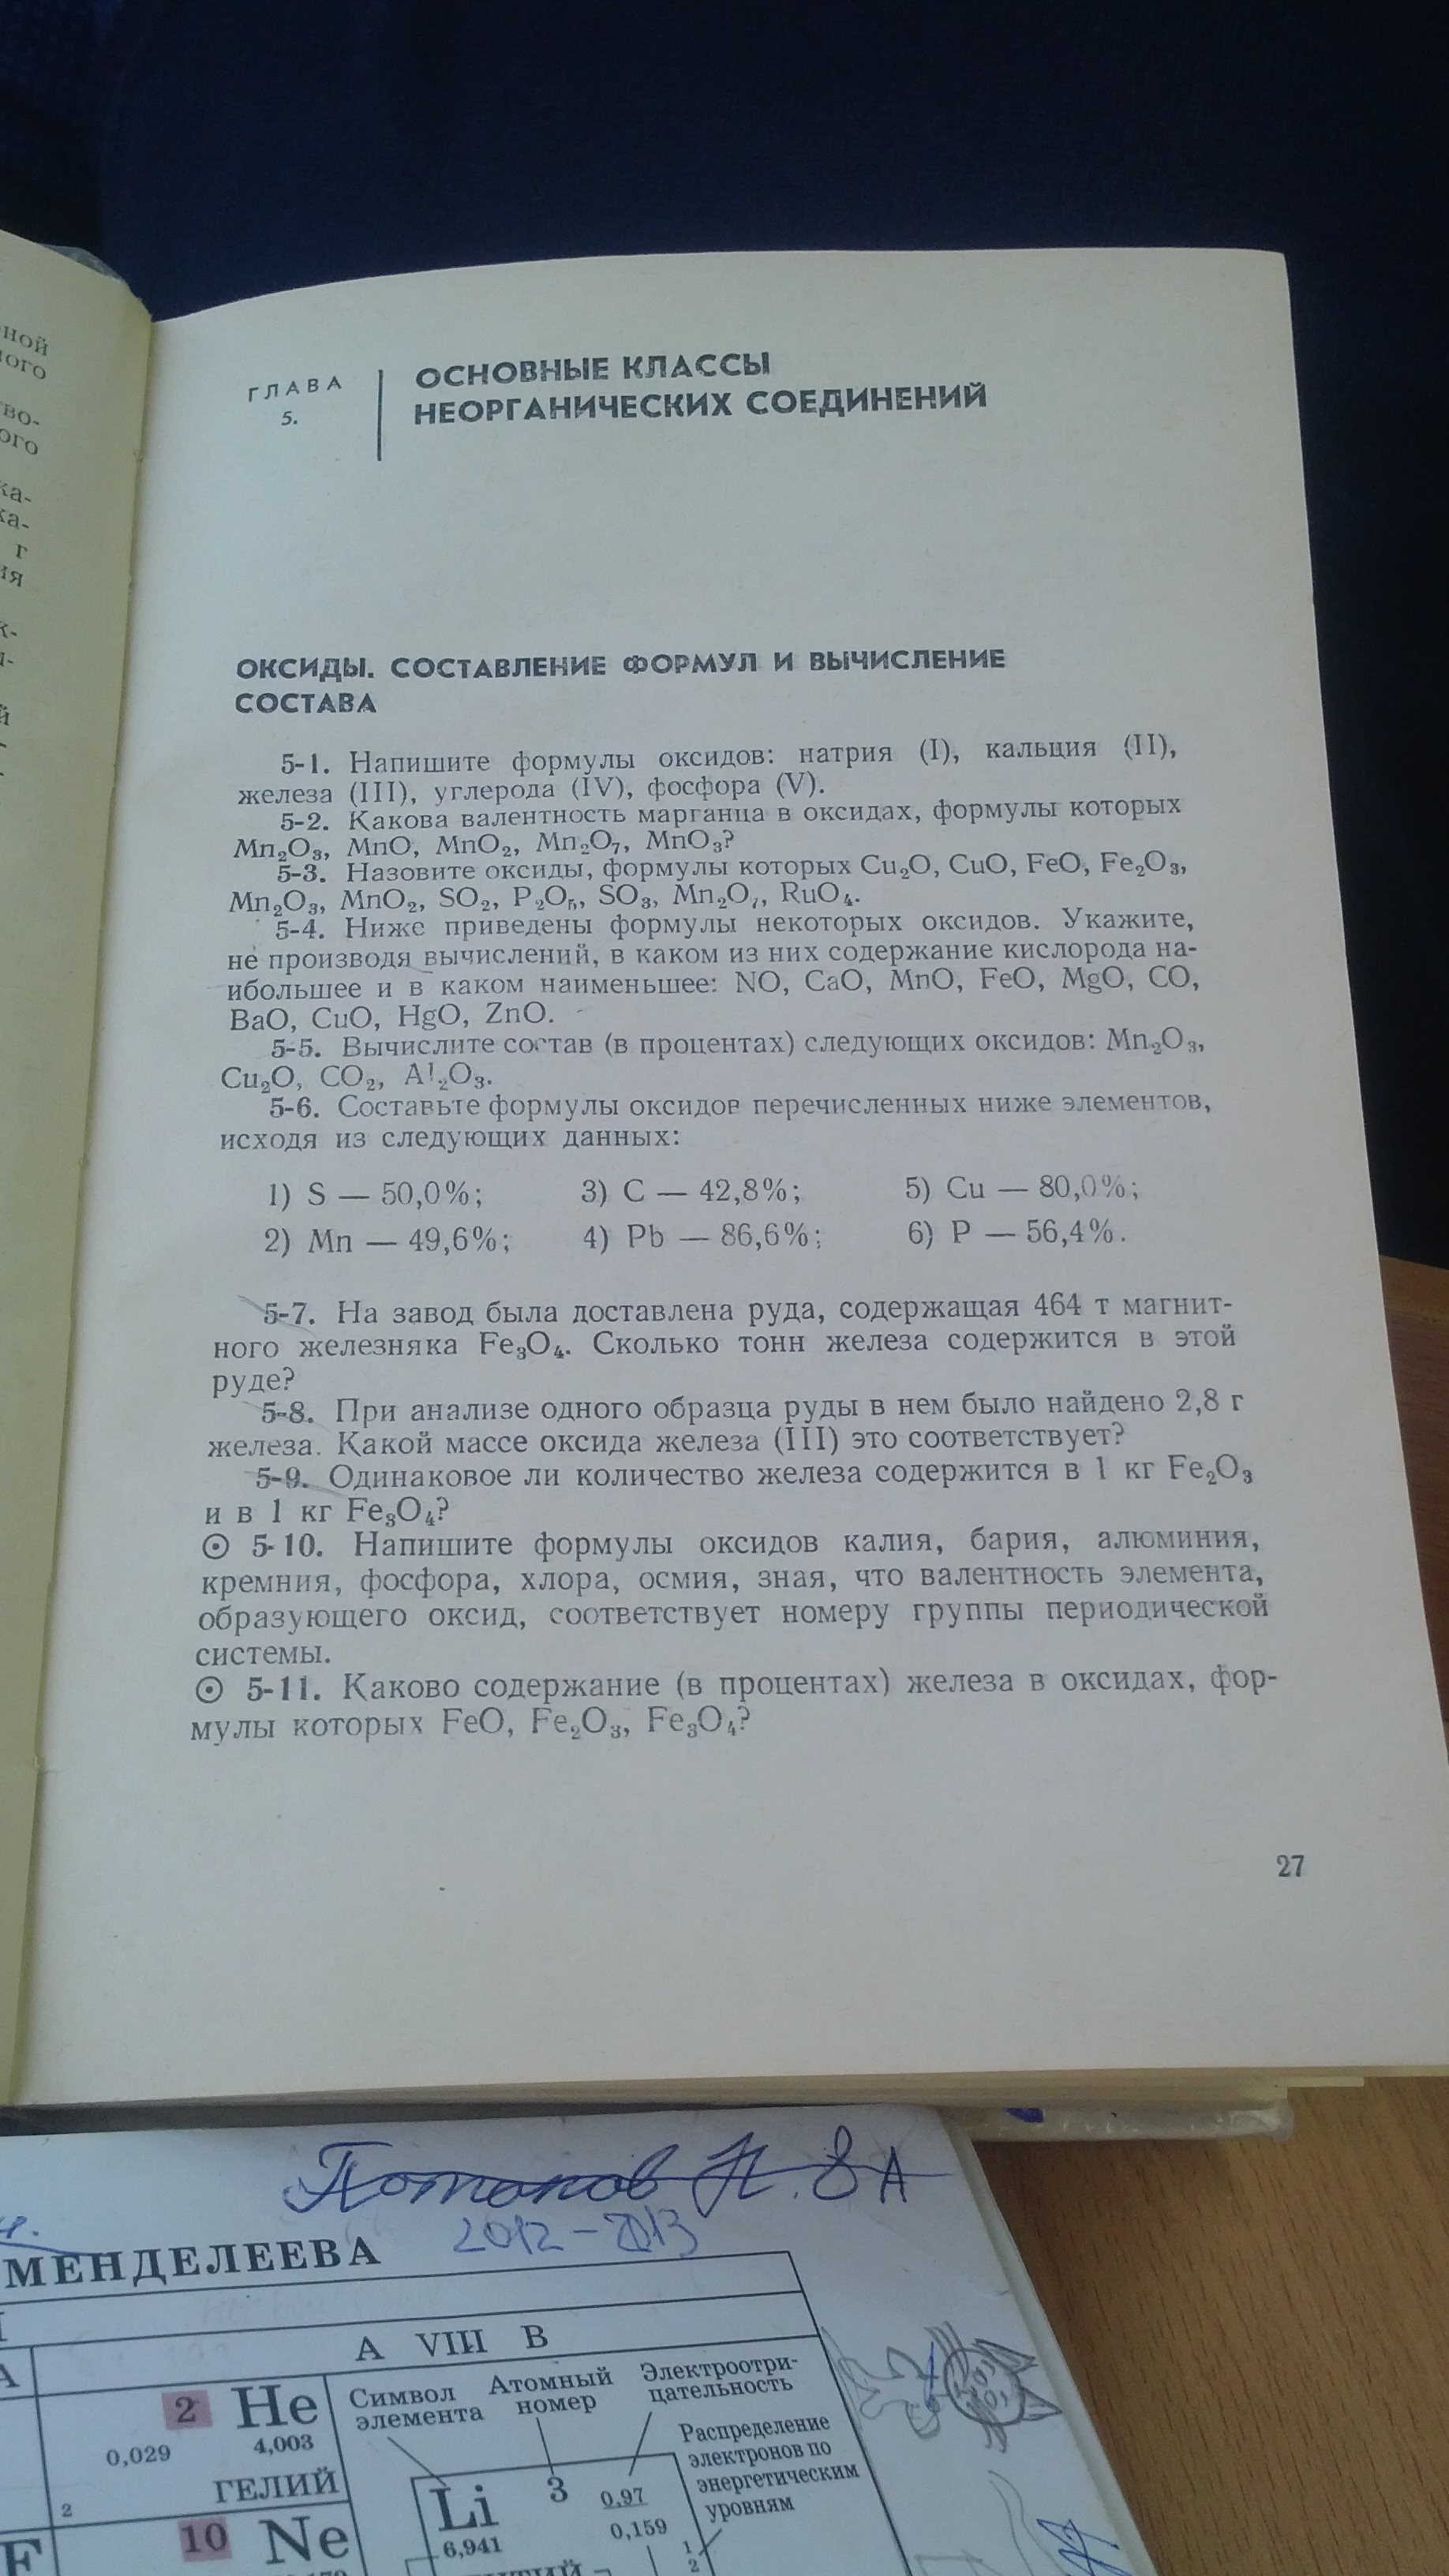 ной
вого
во-
ого
ка-
ка-
г
ия
к-
й
ГЛАВА
5.
ОСНОВНЫЕ КЛАССЫ
НЕОРГАНИЧЕСКИХ СОЕДИНЕНИЙ
ОКСИДЫ. СОСТАВЛЕНИЕ ФОРМУЛ И ВЫЧИСЛЕНИЕ
СОСТАВА
5-1. Напишите формулы оксидов: натрия (I), кальция (II),
железа (III), углерода (IV), фосфора (V).
5-2. Какова валентность марганца в оксидах, формулы которых
Mn₂O₃, MnO, MnO₂, Mn₂O₇, MnO₃?
5-3. Назовите оксиды, формулы которых Cu₂O, CuO, FeO, Fe₂O₃,
Mn₂O₃, MnO₂, SO₂, P₂O₅, SO₃, Mn₂O₇, RuO₄.
5-4. Ниже приведены формулы некоторых оксидов. Укажите,
не производя вычислений, в каком из них содержание кислорода на-
ибольшее и в каком наименьшее: NO, CaO, MnO, FeO, MgO, CO,
BaO, CuO, HgO, ZnO.
5-5. Вычислите состав (в процентах) следующих оксидов: Mn₂O₃,
Cu₂O, CO₂, Al₂O₃.
5-6. Составьте формулы оксидов перечисленных ниже элементов,
исходя из следующих данных:
1) S — 50,0%; 3) C — 42,8%; 5) Cu — 80,0%;
2) Mn — 49,6%; 4) Pb — 86,6%; 6) P — 56,4%.
5-7. На завод была доставлена руда, содержащая 464 т магнит-
ного железняка Fe₃O₄. Сколько тонн железа содержится в этой
руде?
5-8. При анализе одного образца руды в нем было найдено 2,8 г
железа. Какой массе оксида железа (III) это соответствует?
5-9. Одинаковое ли количество железа содержится в 1 кг Fe₂O₃
и в 1 кг Fe₃O₄?
⊙ 5-10. Напишите формулы оксидов калия, бария, алюминия,
кремния, фосфора, хлора, осмия, зная, что валентность элемента,
образующего оксид, соответствует номеру группы периодической
системы.
⊙ 5-11. Каково содержание (в процентах) железа в оксидах, фор-
мулы которых FeO, Fe₂O₃, Fe₃O₄?
27
Потапов Н. 8А
2012-2013
МЕНДЕЛЕЕВА
А VIII В
2 He
0,029 4,003
ГЕЛИЙ
2
10 Ne
F
Символ
элемента
Атомный
номер
Электроотри-
цательность
Распределение
электронов по
энергетическим
уровням
Li 3 0,97
6,941 0,159
1
2